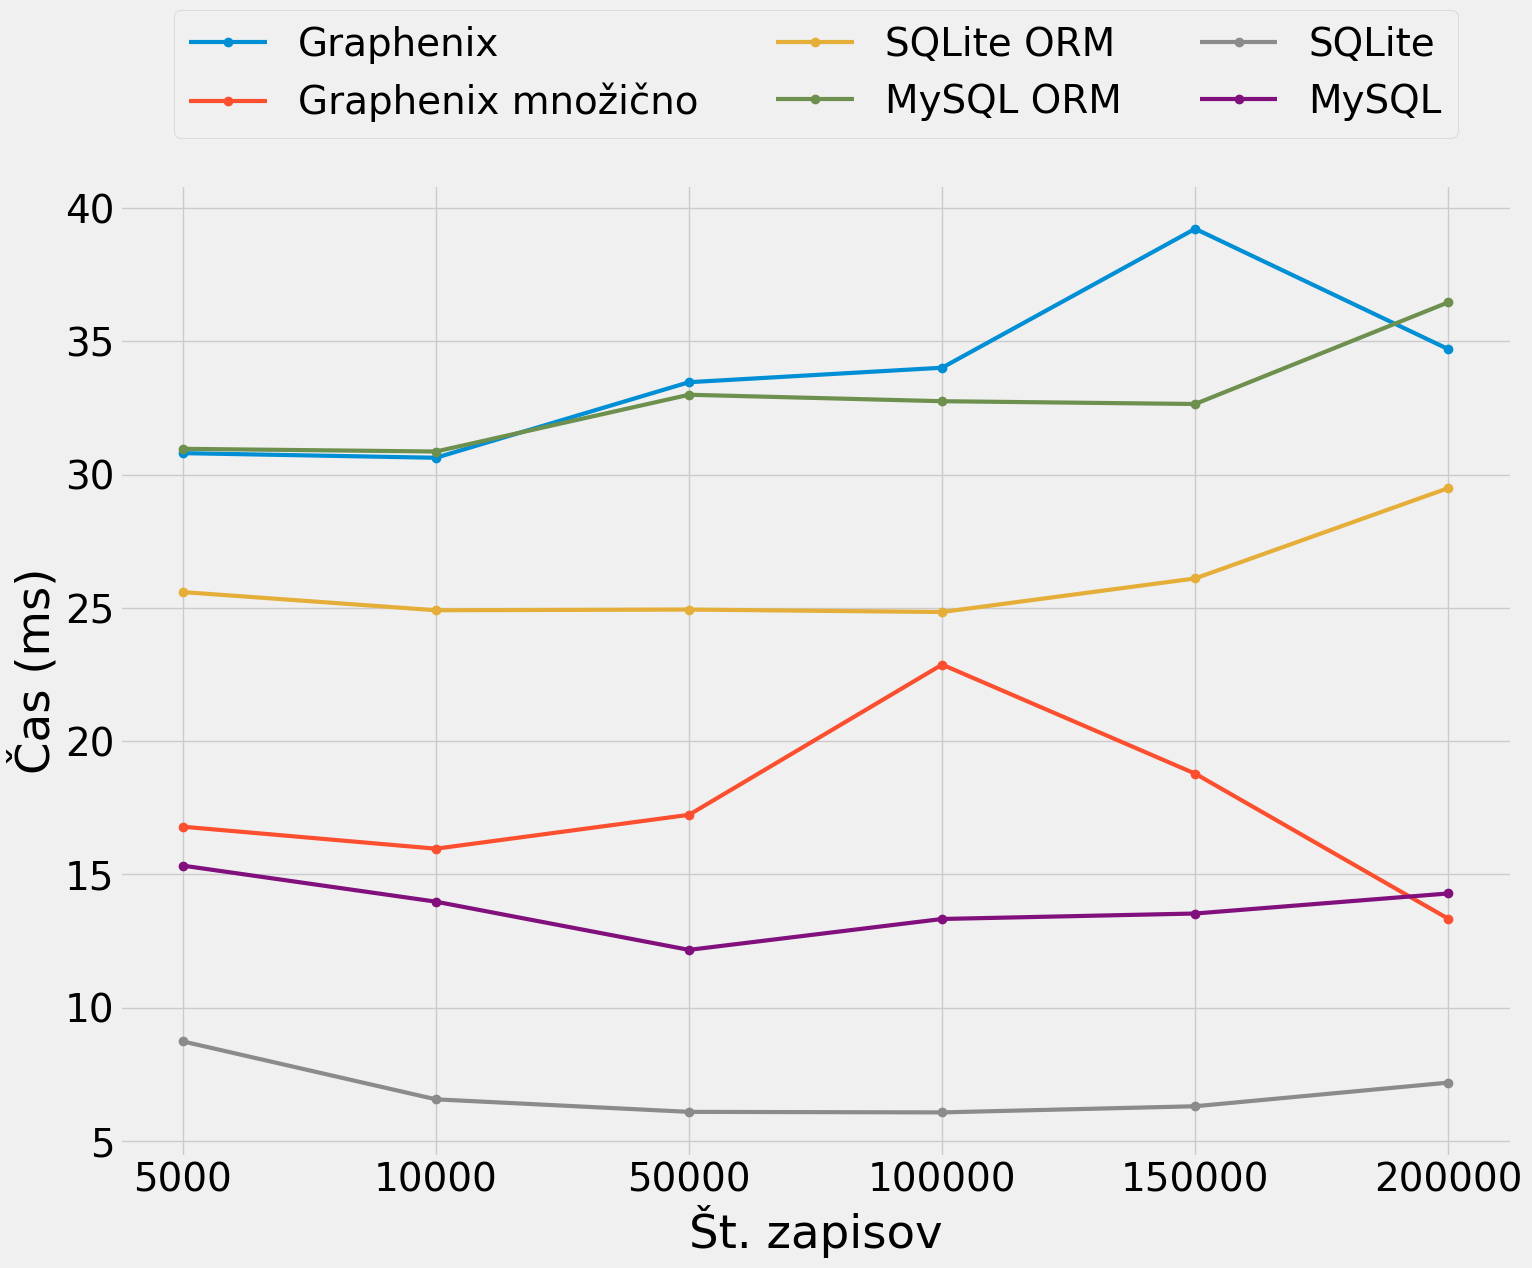 Graphenix
SQLite ORM
SQLite
Graphenix množično
MySQL ORM
MySQL
40
35
30
25
20
15
10
5
Čas (ms)
5000 10000 50000 100000 150000 200000
Št. zapisov